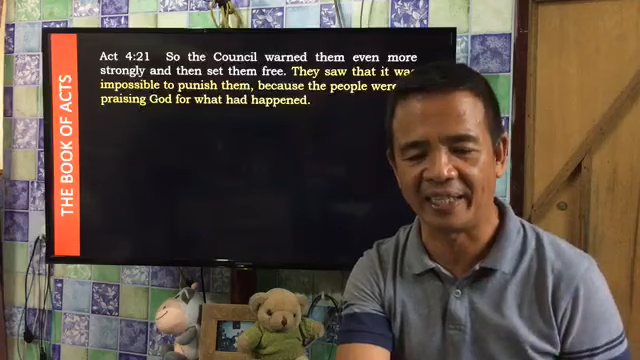 THE BOOK OF ACTS
Act 4:21 So the Council warned them even more
strongly and then set them free. They saw that it was
impossible to punish them, because the people were
praising God for what had happened.